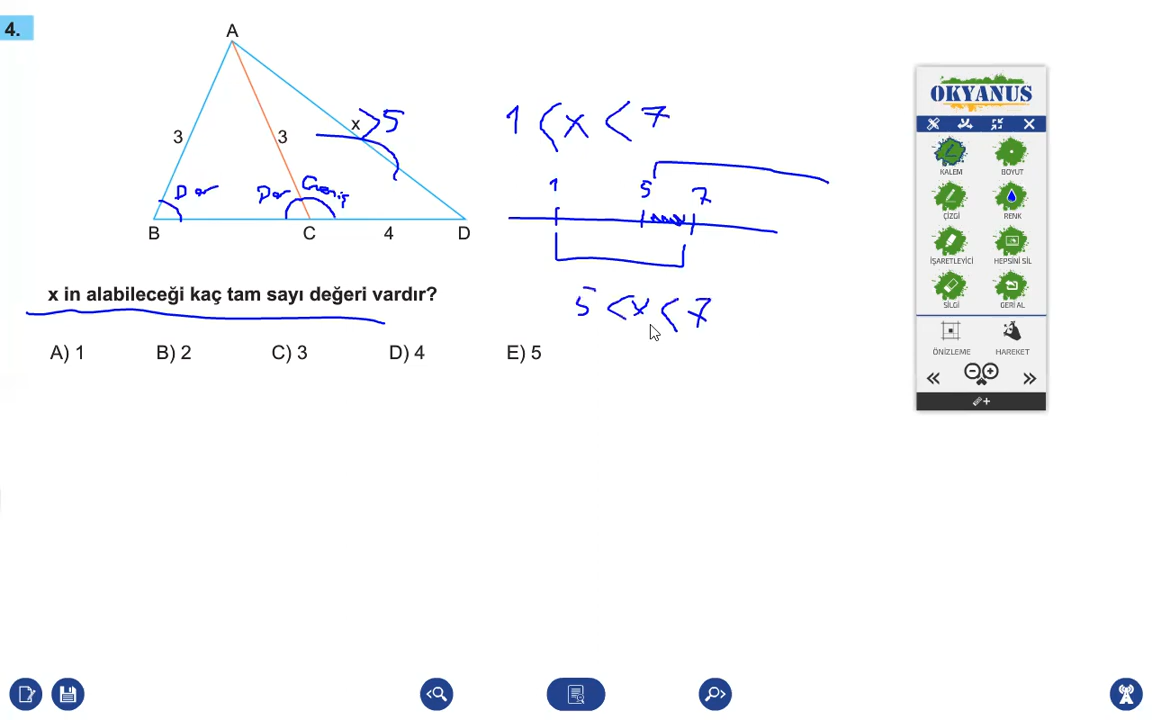 4.
A
x >5
3
3
Dar
Dar Geniş
B
C
4
D
1 < x < 7
1
5
7
5 < x < 7
x in alabileceği kaç tam sayı değeri vardır?
A) 1
B) 2
C) 3
D) 4
E) 5
OKYANUS
KALEM
BOYUT
ÇİZGİ
RENK
İŞARETLEYİCİ
HEPSİNİ SİL
SİLGİ
GERİ AL
ÖNİZLEME
HAREKET